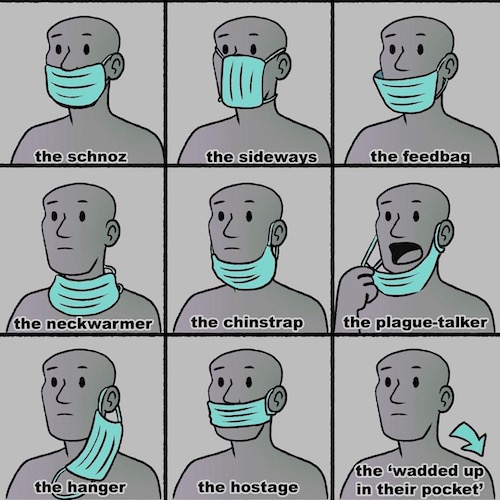 the schnoz
the sideways
the feedbag
the neckwarmer
the chinstrap
the plague-talker
the hanger
the hostage
the 'wadded up
in their pocket'